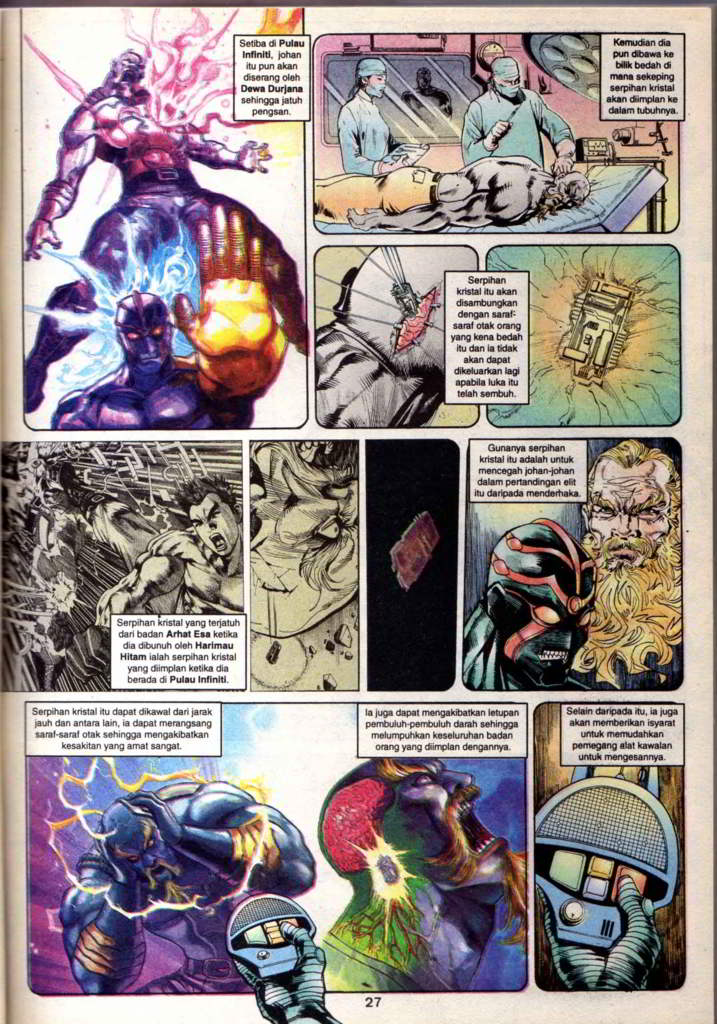 Setiba di Pulau
Infiniti, johan
itu pun akan
diserang oleh
Dewa Durjana
sehingga jatuh
pengsan.
Kemudian dia
pun dibawa ke
bilik bedah di
mana sekeping
serpihan kristal
akan diimplan ke
dalam tubuhnya.
Serpihan
kristal itu akan
disambungkan
dengan saraf-
saraf otak orang
yang kena bedah
itu dan ia tidak
akan dapat
dikeluarkan lagi
apabila luka itu
telah sembuh.
Serpihan kristal yang terjatuh
dari badan Arhat Esa ketika
dia dibunuh oleh Harimau
Hitam ialah serpihan kristal
yang diimplan ketika dia
berada di Pulau Infiniti.
Gunanya serpihan
kristal itu adalah untuk
mencegah johan-johan
dalam pertandingan elit
itu daripada menderhaka.
Serpihan kristal itu dapat dikawal dari jarak
jauh dan antara lain, ia dapat merangsang
saraf-saraf otak sehingga mengakibatkan
kesakitan yang amat sangat.
Ia juga dapat mengakibatkan letupan
pembuluh-pembuluh darah sehingga
melumpuhkan keseluruhan badan
orang yang diimplan dengannya.
Selain daripada itu, ia juga
akan memberikan isyarat
untuk memudahkan
pemegang alat kawalan
untuk mengesannya.
27